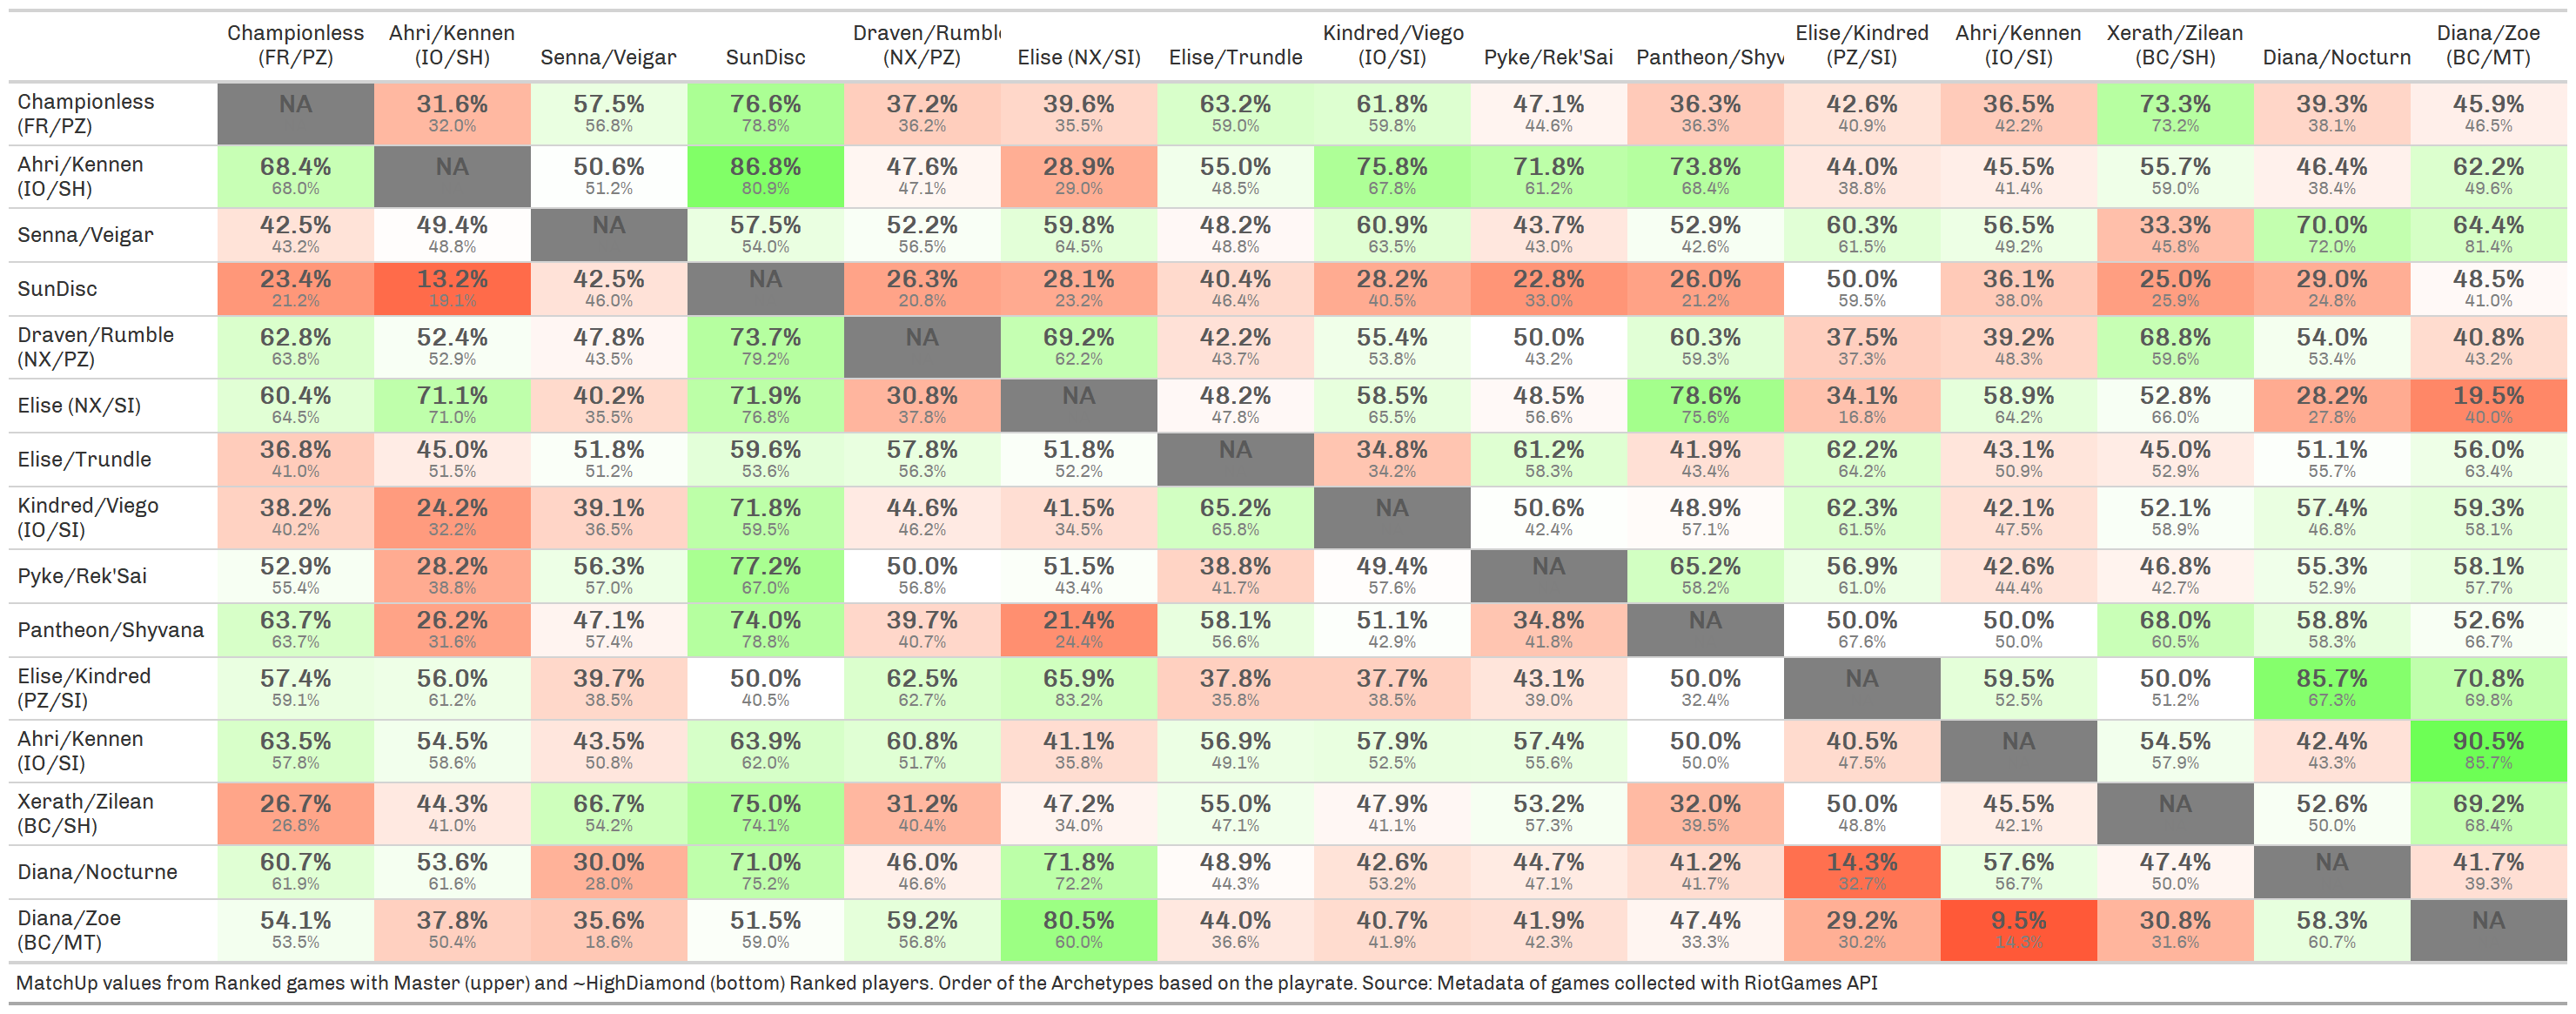 Championless Ahri/Kennen Draven/Rumbl Kindred/Viego Elise/Kindred Ahri/Kennen Xerath/Zilean Diana/Zoe
(FR/PZ) (IO/SH) Senna/Veigar SunDisc (NX/PZ) Elise (NX/SI) Elise/Trundle (IO/SI) Pyke/Rek'Sai Pantheon/Shyv (PZ/SI) (IO/SI) (BC/SH) Diana/Nocturn (BC/MT)
Championless
(FR/PZ)
NA 31.6% 57.5% 76.6% 37.2% 39.6% 63.2% 61.8% 47.1% 36.3% 42.6% 36.5% 73.3% 39.3% 45.9%
32.0% 56.8% 78.8% 36.2% 35.5% 59.0% 59.8% 44.6% 36.3% 40.9% 42.2% 73.2% 38.1% 46.5%
Ahri/Kennen
(IO/SH)
68.4% NA 50.6% 86.8% 47.6% 28.9% 55.0% 75.8% 71.8% 73.8% 44.0% 45.5% 55.7% 46.4% 62.2%
68.0% 51.2% 80.9% 47.1% 29.0% 48.5% 67.8% 61.2% 68.4% 38.8% 41.4% 59.0% 38.4% 49.6%
Senna/Veigar
42.5% 49.4% NA 57.5% 52.2% 59.8% 48.2% 60.9% 43.7% 52.9% 60.3% 56.5% 33.3% 70.0% 64.4%
43.2% 48.8% 54.0% 56.5% 64.5% 48.8% 63.5% 43.0% 42.6% 61.5% 49.2% 45.8% 72.0% 81.4%
SunDisc
23.4% 13.2% 42.5% NA 26.3% 28.1% 40.4% 28.2% 22.8% 26.0% 50.0% 36.1% 25.0% 29.0% 48.5%
21.2% 19.1% 46.0% 20.8% 23.2% 46.4% 40.5% 33.0% 21.2% 59.5% 38.0% 25.9% 24.8% 41.0%
Draven/Rumble
(NX/PZ)
62.8% 52.4% 47.8% 73.7% NA 69.2% 42.2% 55.4% 50.0% 60.3% 37.5% 39.2% 68.8% 54.0% 40.8%
63.8% 52.9% 43.5% 79.2% 62.2% 43.7% 53.8% 43.2% 59.3% 37.3% 48.3% 59.6% 53.4% 43.2%
Elise (NX/SI)
60.4% 71.1% 40.2% 71.9% 30.8% NA 48.2% 58.5% 48.5% 78.6% 34.1% 58.9% 52.8% 28.2% 19.5%
64.5% 71.0% 35.5% 76.8% 37.8% 47.8% 65.5% 56.6% 75.6% 16.8% 64.2% 66.0% 27.8% 40.0%
Elise/Trundle
36.8% 45.0% 51.8% 59.6% 57.8% 51.8% NA 34.8% 61.2% 41.9% 62.2% 43.1% 45.0% 51.1% 56.0%
41.0% 51.5% 51.2% 53.6% 56.3% 52.2% 34.2% 58.3% 43.4% 64.2% 50.9% 52.9% 55.7% 63.4%
Kindred/Viego
(IO/SI)
38.2% 24.2% 39.1% 71.8% 44.6% 41.5% 65.2% NA 50.6% 48.9% 62.3% 42.1% 52.1% 57.4% 59.3%
40.2% 32.2% 36.5% 59.5% 46.2% 34.5% 65.8% 42.4% 57.1% 61.5% 47.5% 58.9% 46.8% 58.1%
Pyke/Rek'Sai
52.9% 28.2% 56.3% 77.2% 50.0% 51.5% 38.8% 49.4% NA 65.2% 56.9% 42.6% 46.8% 55.3% 58.1%
55.4% 38.8% 57.0% 67.0% 56.8% 43.4% 41.7% 57.6% 58.2% 61.0% 44.4% 42.7% 52.9% 57.7%
Pantheon/Shyvana
63.7% 26.2% 47.1% 74.0% 39.7% 21.4% 58.1% 51.1% 34.8% NA 50.0% 50.0% 68.0% 58.8% 52.6%
63.7% 31.6% 57.4% 78.8% 40.7% 24.4% 56.6% 42.9% 41.8% 67.6% 50.0% 60.5% 58.3% 66.7%
Elise/Kindred
(PZ/SI)
57.4% 56.0% 39.7% 50.0% 62.5% 65.9% 37.8% 37.7% 43.1% 50.0% NA 59.5% 50.0% 85.7% 70.8%
59.1% 61.2% 38.5% 40.5% 62.7% 83.2% 35.8% 38.5% 39.0% 32.4% 52.5% 51.2% 67.3% 69.8%
Ahri/Kennen
(IO/SI)
63.5% 54.5% 43.5% 63.9% 60.8% 41.1% 56.9% 57.9% 57.4% 50.0% 40.5% NA 54.5% 42.4% 90.5%
57.8% 58.6% 50.8% 62.0% 51.7% 35.8% 49.1% 52.5% 55.6% 50.0% 47.5% 57.9% 43.3% 85.7%
Xerath/Zilean
(BC/SH)
26.7% 44.3% 66.7% 75.0% 31.2% 47.2% 55.0% 47.9% 53.2% 32.0% 50.0% 45.5% NA 52.6% 69.2%
26.8% 41.0% 54.2% 74.1% 40.4% 34.0% 47.1% 41.1% 57.3% 39.5% 48.8% 42.1% 50.0% 68.4%
Diana/Nocturne
60.7% 53.6% 30.0% 71.0% 46.0% 71.8% 48.9% 42.6% 44.7% 41.2% 14.3% 57.6% 47.4% NA 41.7%
61.9% 61.6% 28.0% 75.2% 46.6% 72.2% 44.3% 53.2% 47.1% 41.7% 32.7% 56.7% 50.0% 39.3%
Diana/Zoe
(BC/MT)
54.1% 37.8% 35.6% 51.5% 59.2% 80.5% 44.0% 40.7% 41.9% 47.4% 29.2% 9.5% 30.8% 58.3% NA
53.5% 50.4% 18.6% 59.0% 56.8% 60.0% 36.6% 41.9% 42.3% 33.3% 30.2% 14.3% 31.6% 60.7%
MatchUp values from Ranked games with Master (upper) and ~HighDiamond (bottom) Ranked players. Order of the Archetypes based on the playrate. Source: Metadata of games collected with RiotGames API